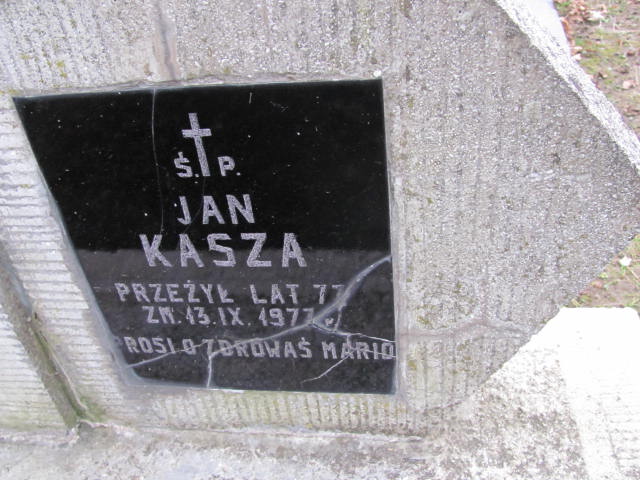 Ś. P.
JAN
KASZA
PRZEŻYŁ LAT 77
ZM. 13.IX.1977 r.
PROSI O ZDROWAŚ MARIO